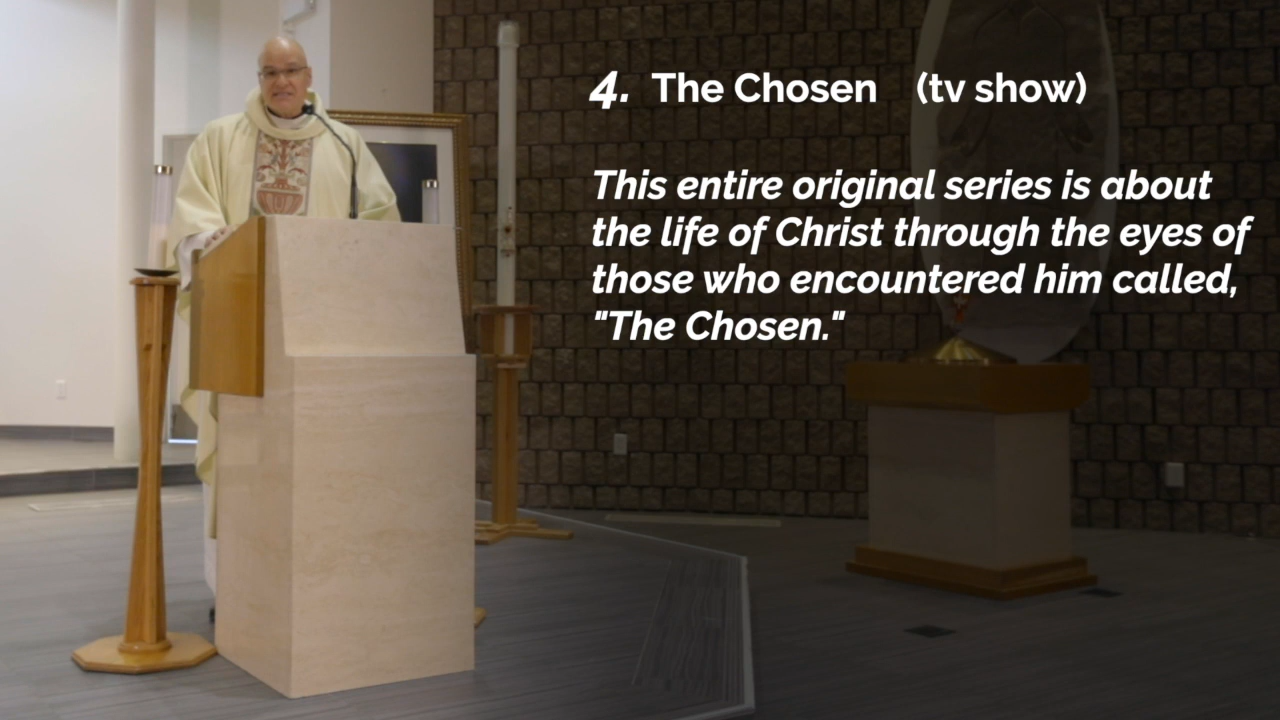 4. The Chosen (tv show)
This entire original series is about
the life of Christ through the eyes of
those who encountered him called,
"The Chosen."